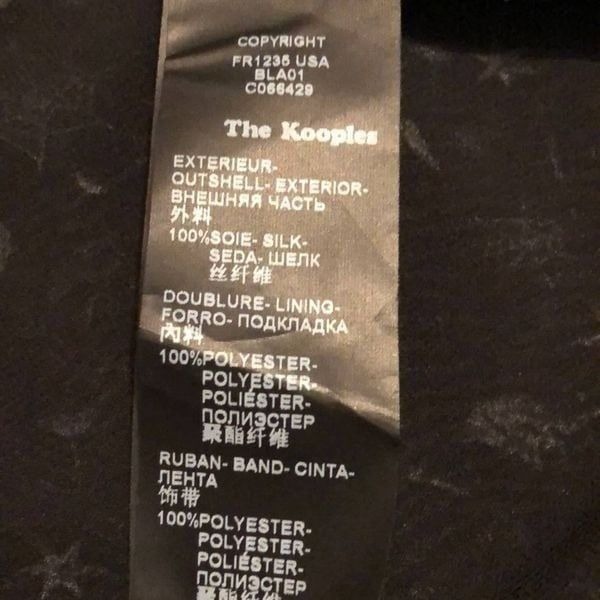 COPYRIGHT
FR1235 USA
BLA01
C066429
The Kooples
EXTERIEUR-
OUTSHELL- EXTERIOR-
ВНЕШНЯЯ ЧАСТЬ
外料
100%SOIE- SILK-
SEDA- ШЕЛК
丝纤维
DOUBLURE- LINING-
FORRO- ПОДКЛАДКА
內料
100%POLYESTER-
POLYESTER-
POLIÉSTER-
ПОЛИЭСТЕР
聚酯纤维
RUBAN- BAND- CINTA-
ЛЕНТА
饰带
100%POLYESTER-
POLYESTER-
POLIÉSTER-
ПОЛИЭСТЕР